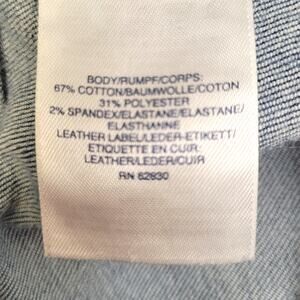 BODY/RUMPF/CORPS:
67% COTTON/BAUMWOLLE/COTON
31% POLYESTER
2% SPANDEX/ELASTANE/ELASTANE/
ELASTHANNE
LEATHER LABEL/LEDER-ETIKETT/
ETIQUETTE EN CUIR:
LEATHER/LEDER/CUIR
RN 62830